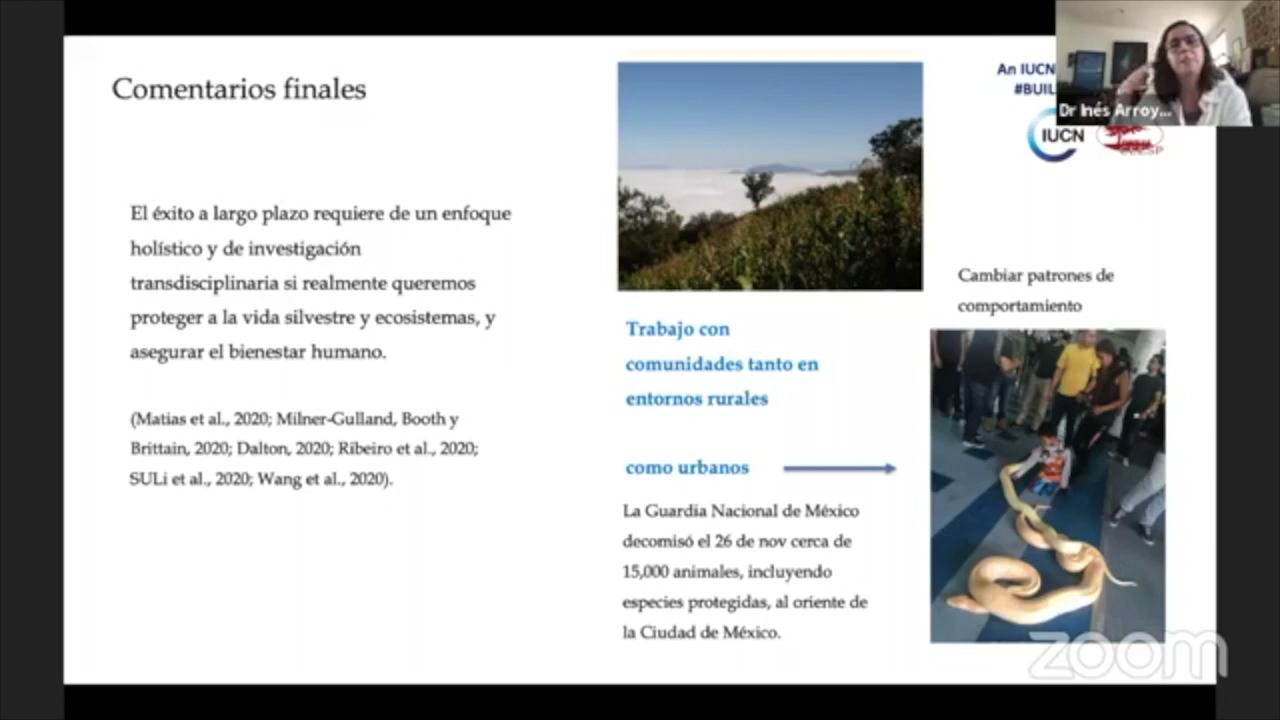 Comentarios finales
El éxito a largo plazo requiere de un enfoque
holístico y de investigación
transdisciplinaria si realmente queremos
proteger a la vida silvestre y ecosistemas, y
asegurar el bienestar humano.
(Matias et al., 2020; Milner-Gulland, Booth y
Brittain, 2020; Dalton, 2020; Ribeiro et al., 2020;
SULi et al., 2020; Wang et al., 2020).
Trabajo con
comunidades tanto en
entornos rurales
como urbanos
La Guardia Nacional de México
decomisó el 26 de nov cerca de
15,000 animales, incluyendo
especies protegidas, al oriente de
la Ciudad de México.
An IUCN
#BUIL
Dr Inés Arroy...
IUCN
Cambiar patrones de
comportamiento
zoom